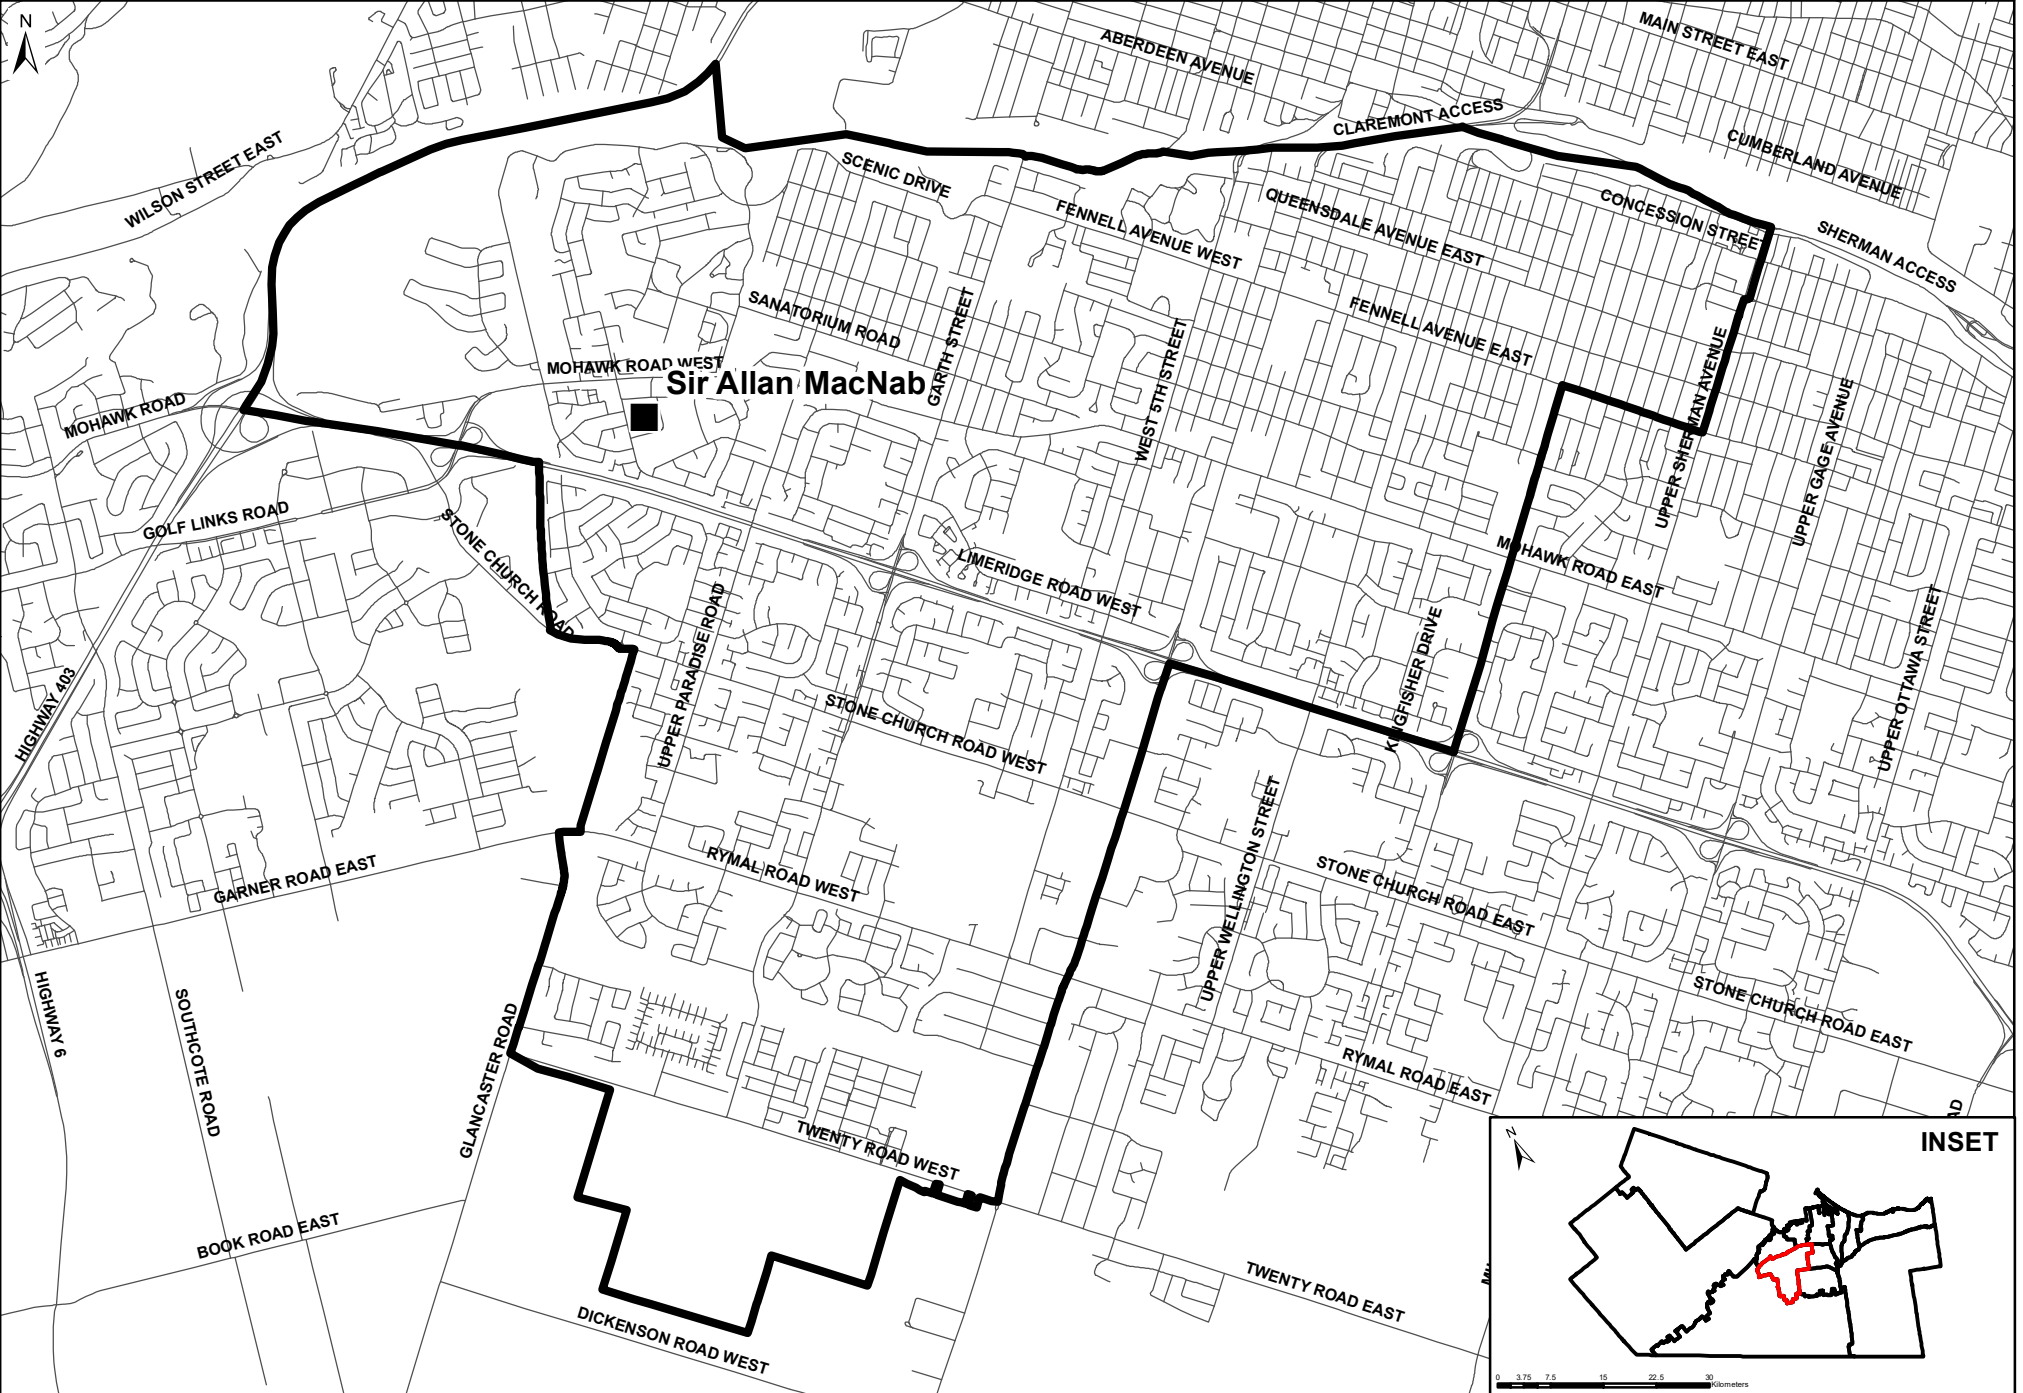 N
MAIN STREET EAST
ABERDEEN AVENUE
CLAREMONT ACCESS
CUMBERLAND AVENUE
WILSON STREET EAST
SCENIC DRIVE
CONCESSION STREET
QUEENSDALE AVENUE EAST
FENNELL AVENUE WEST
SHERMAN ACCESS
SANATORIUM ROAD
GARTH STREET
FENNELL AVENUE EAST
WEST 5TH STREET
UPPER SHERMAN AVENUE
MOHAWK ROAD WEST
Sir Allan MacNab
MOHAWK ROAD
UPPER SHERMAN AVENUE
UPPER GAGE AVENUE
GOLF LINKS ROAD
STONE CHURCH ROAD
LIMERIDGE ROAD WEST
MOHAWK ROAD EAST
UPPER PARADISE ROAD
KINGFISHER DRIVE
UPPER OTTAWA STREET
HIGHWAY 403
STONE CHURCH ROAD WEST
UPPER WELLINGTON STREET
RYMAL ROAD WEST
GARNER ROAD EAST
STONE CHURCH ROAD EAST
HIGHWAY 6
SOUTHCOTE ROAD
GLANCASTER ROAD
STONE CHURCH ROAD EAST
RYMAL ROAD EAST
AD
TWENTY ROAD WEST
BOOK ROAD EAST
TWENTY ROAD EAST
DICKENSON ROAD WEST
N
INSET
0 3.75 7.5 15 22.5 30
Kilometers